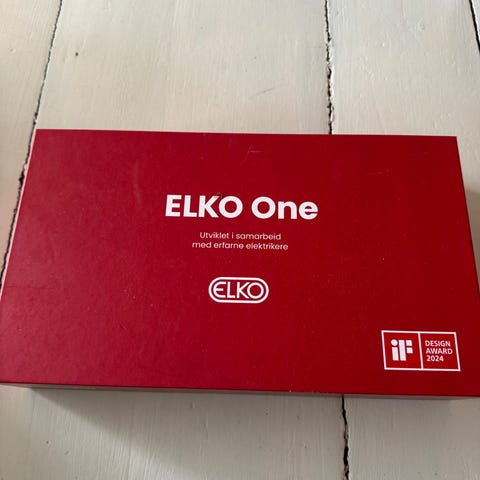 ELKO One
Utviklet i samarbeid
med erfarne elektrikere
ELKO
iF
DESIGN
AWARD
2024